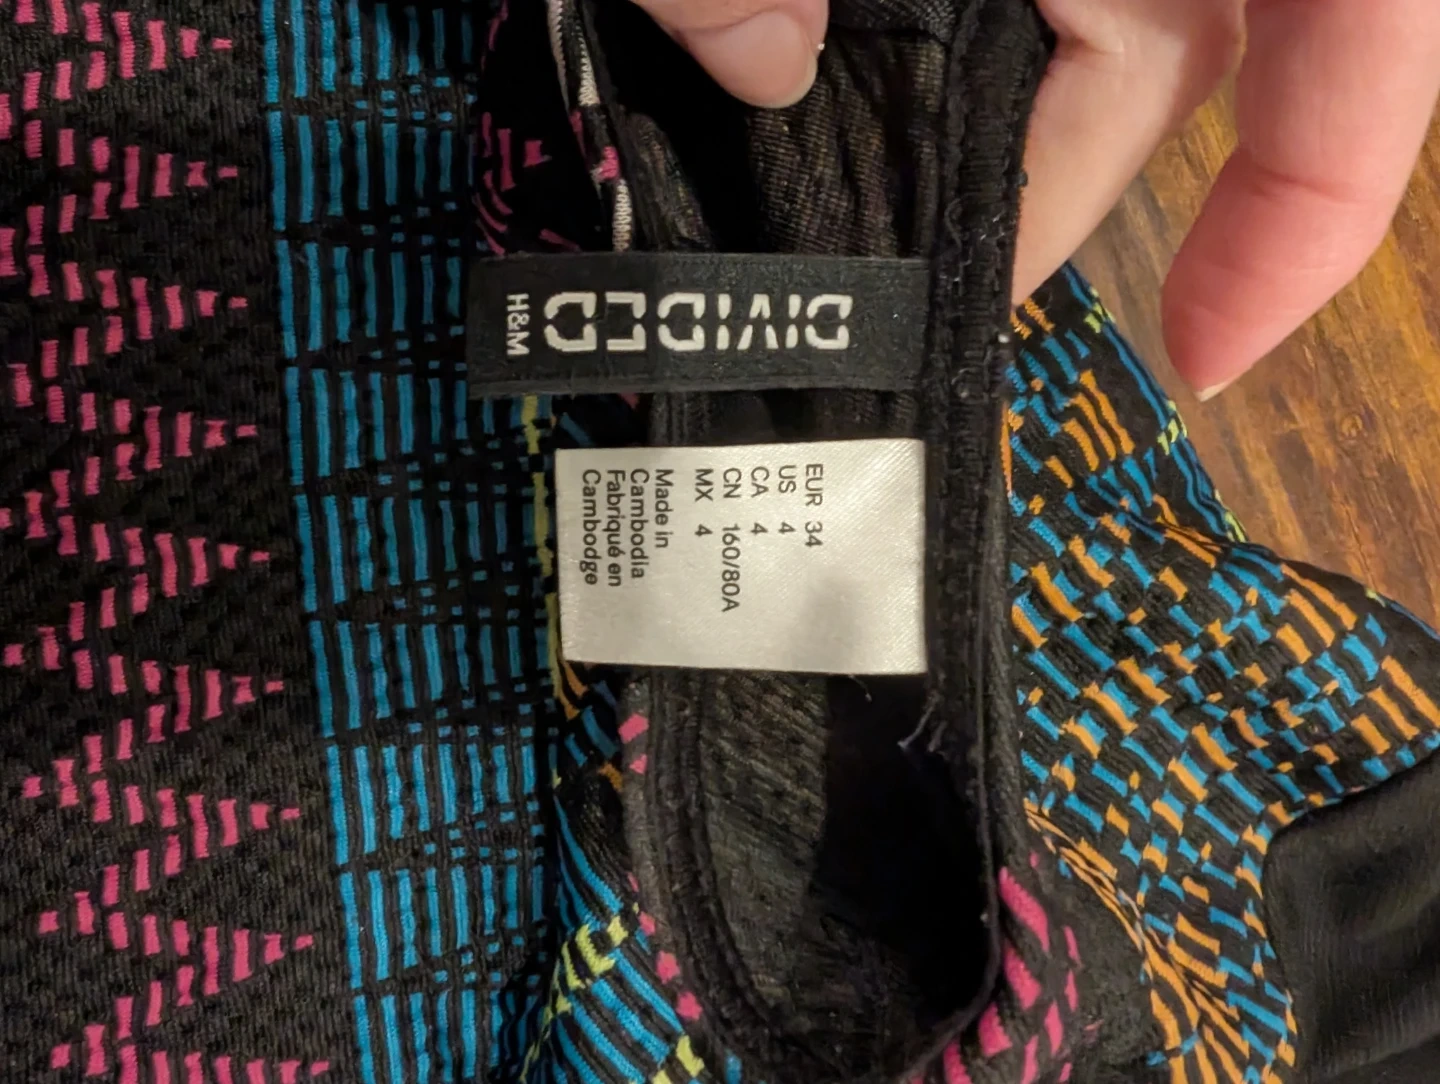 DIVIDED
H&M
EUR 34
US 4
CA 4
CN 160/80A
MX 4
Made in
Cambodia
Fabriqué en
Cambodge